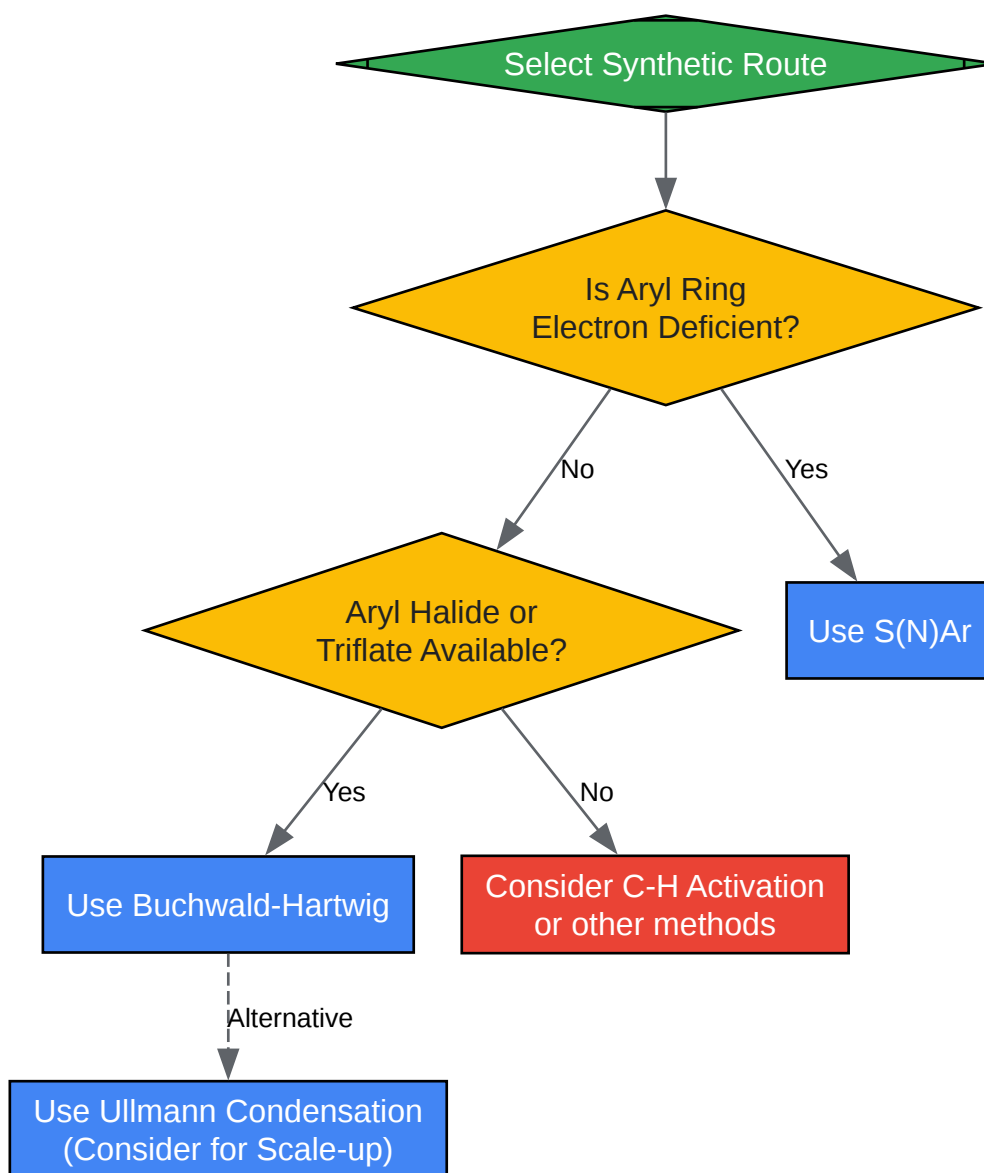 Select Synthetic Route
Is Aryl Ring
Electron Deficient?
No
Yes
Aryl Halide or
Triflate Available?
Use S(N)Ar
Yes
No
Use Buchwald-Hartwig
Consider C-H Activation
or other methods
Alternative
Use Ullmann Condensation
(Consider for Scale-up)